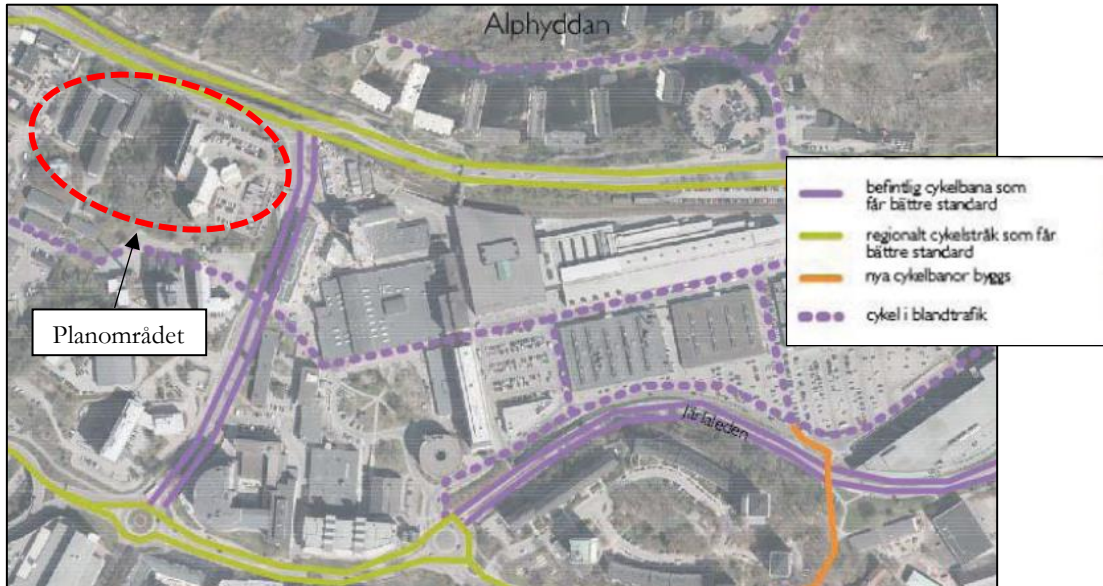 Alphyddan
befintlig cykelbana som
får bättre standard
regionalt cykelstråk som får
bättre standard
nya cykelbanor byggs
cykel i blandtrafik
Planområdet
Järlaleden